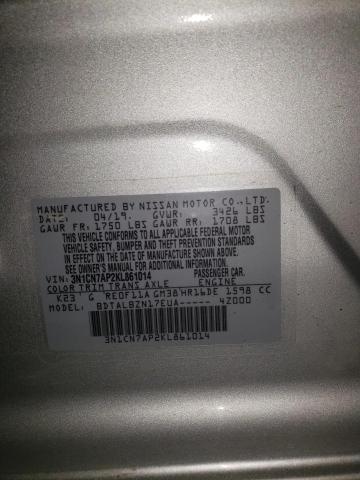 MANUFACTURED BY NISSAN MOTOR CO.,LTD.
DATE: 04/19. GVWR: 3426 LBS
GAWR FR: 1750 LBS GAWR RR: 1708 LBS
THIS VEHICLE CONFORMS TO ALL APPLICABLE
FEDERAL MOTOR VEHICLE
SAFETY, BUMPER AND THEFT PREVENTION STANDARDS
IN EFFECT ON THE DATE OF
MANUFACTURE SHOWN ABOVE.
SEE OWNER'S MANUAL FOR ADDITIONAL INFO
VIN: 3N1CN7AP2KL861014 PASSENGER CAR.
COLOR TRIM TRANS AXLE ENGINE
K23 G RE0F11A GM38 HR16DE 1598 CC
MODEL: BDTALBZN17EUA----- 4Z000
3N1CN7AP2KL861014